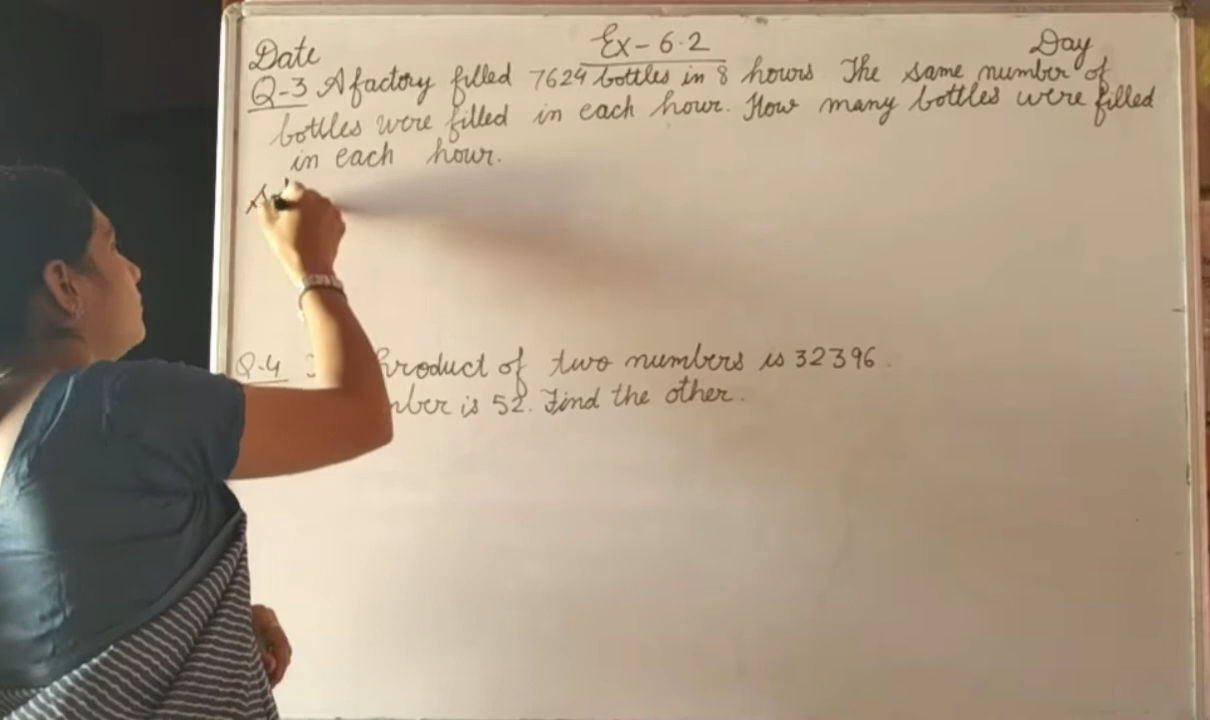 Date Ex-6.2 Day
Q-3 A factory filled 7624 bottles in 8 hours The same number of
bottles were filled in each hour. How many bottles were filled
in each hour.
Q.4 product of two numbers is 32396.
is 52. Find the other.